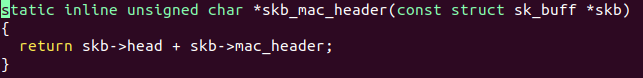 static inline unsigned char *skb_mac_header(const struct sk_buff *skb)
{
  return skb->head + skb->mac_header;
}